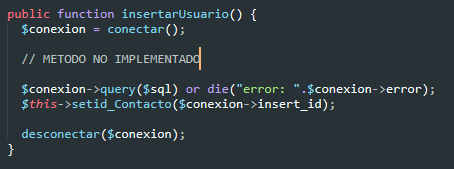 public function insertarUsuario() {
$conexion = conectar();
// METODO NO IMPLEMENTADO
$conexion->query($sql) or die("error: ".$conexion->error);
$this->setid_Contacto($conexion->insert_id);
desconectar($conexion);
}